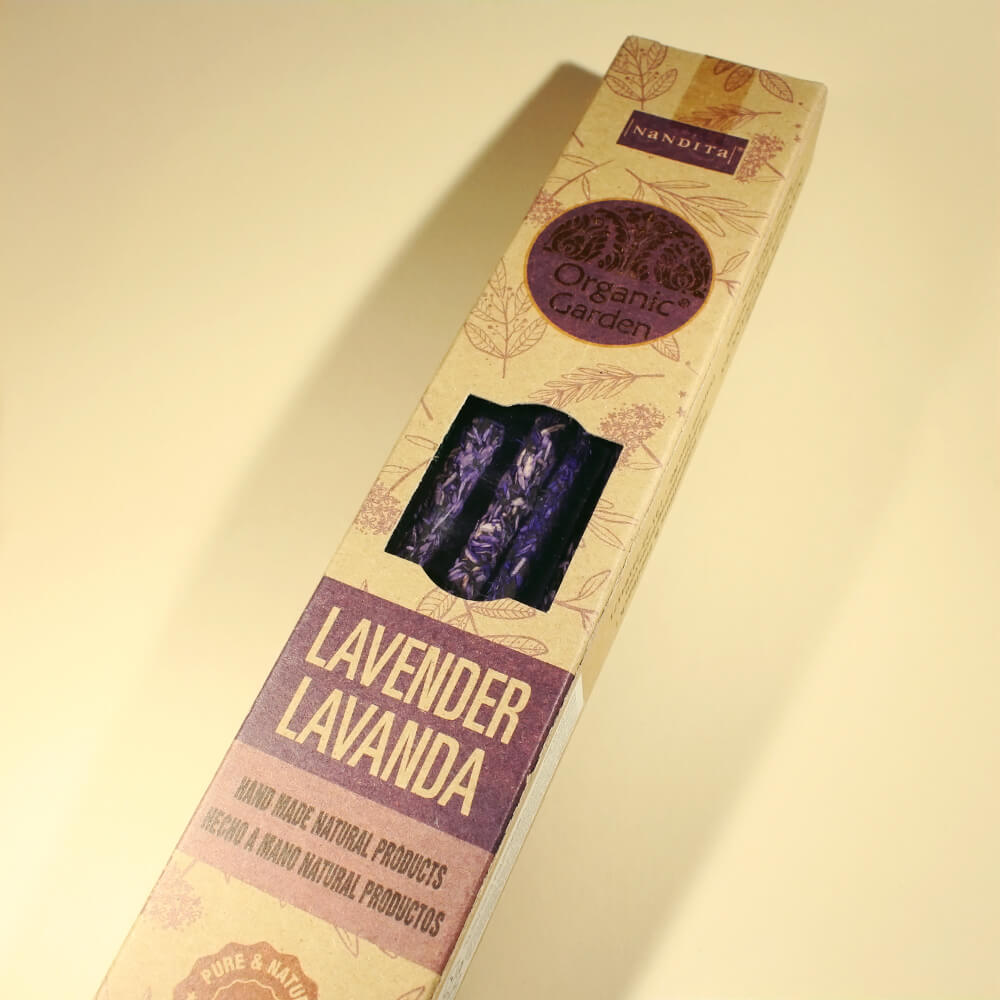 NaNDITa
Organic®
Garden
LAVENDER
LAVANDA
HAND MADE NATURAL PRODUCTS
HECHO A MANO NATURAL PRODUCTOS
PURE & NATU